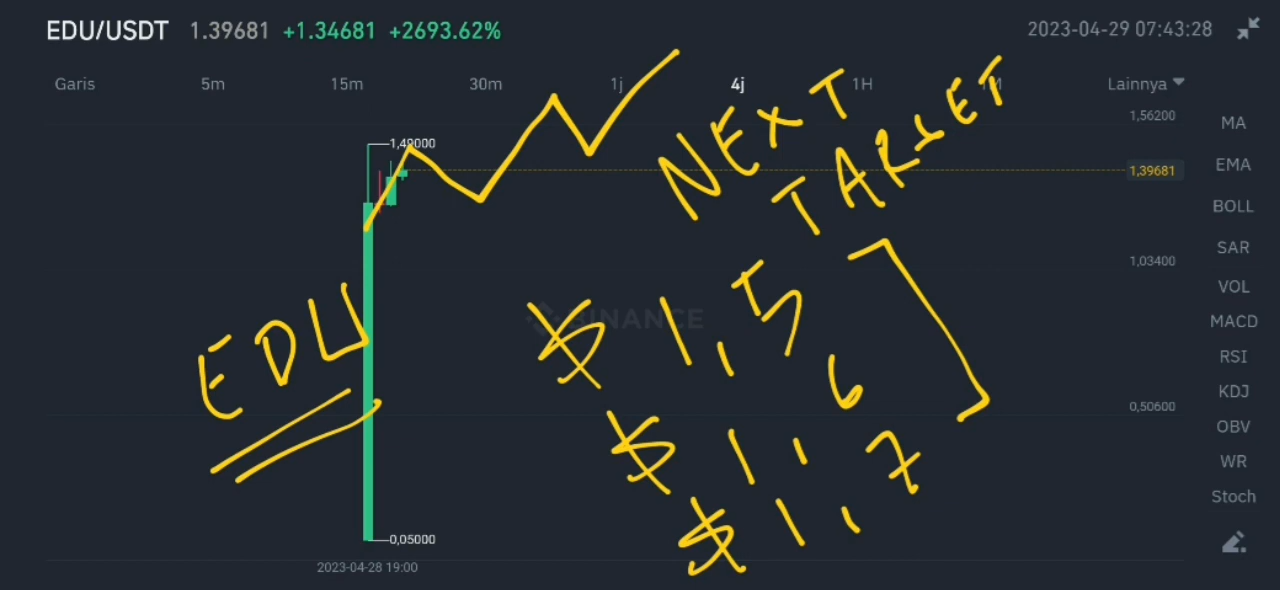 EDU/USDT 1.39681 +1.34681 +2693.62% 2023-04-29 07:43:28
Garis 5m 15m 30m 1j 4j 1H 1M Lainnya
1,56200
1,49000
1,39681
1,03400
0,50600
0,05000
2023-04-28 19:00
MA
EMA
BOLL
SAR
VOL
MACD
RSI
KDJ
OBV
WR
Stoch
BINANCE
EDU
NEXT
TARGET
$ 1,5
$ 1,6
$ 1,7